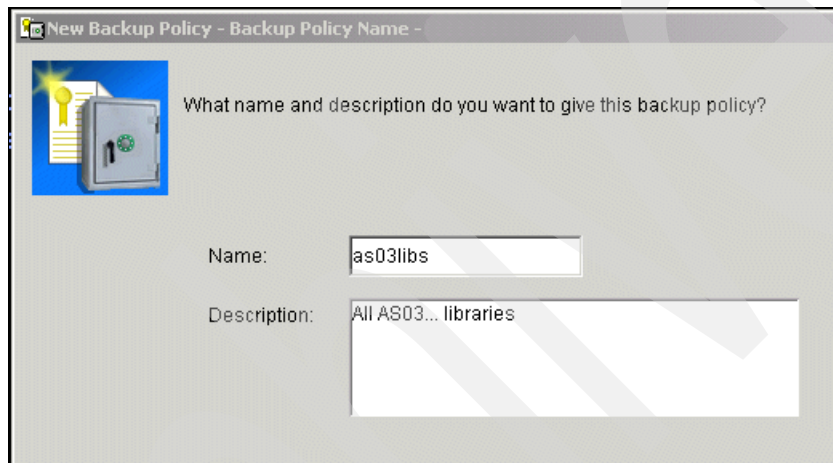 New Backup Policy - Backup Policy Name -
What name and description do you want to give this backup policy?
Name:
as03libs
Description:
All AS03... libraries